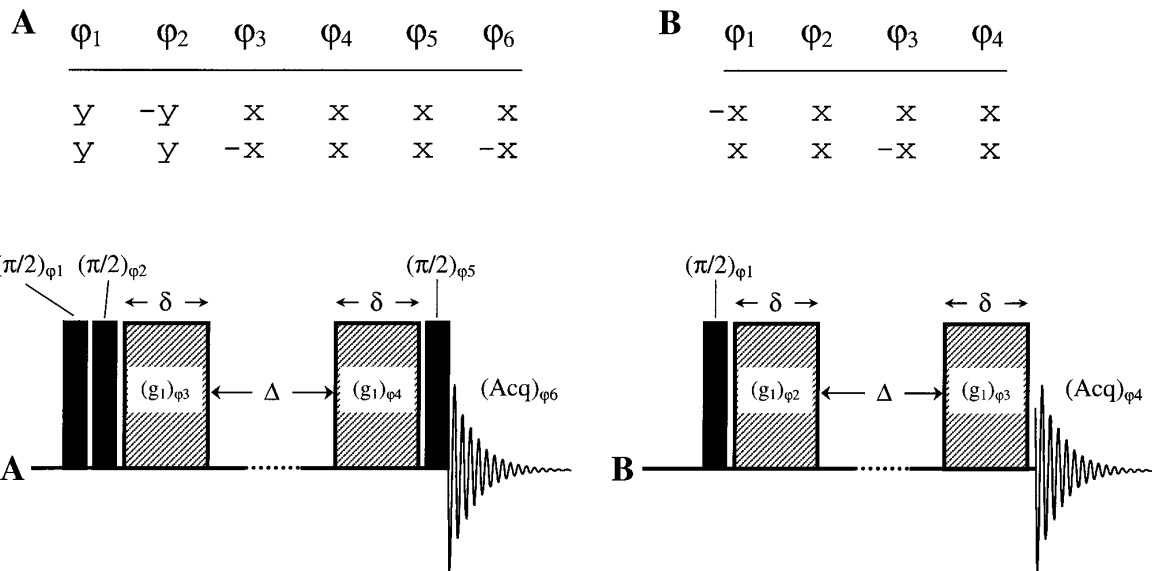 A φ1 φ2 φ3 φ4 φ5 φ6
y -y x x x x
y y -x x x -x
B φ1 φ2 φ3 φ4
-x x x x
x x -x x
(π/2)φ1 (π/2)φ2 (π/2)φ5
← δ → ← δ →
(g1)φ3 ← Δ → (g1)φ4 (Acq)φ6
A
(π/2)φ1
← δ → ← δ →
(g1)φ2 ← Δ → (g1)φ3 (Acq)φ4
B